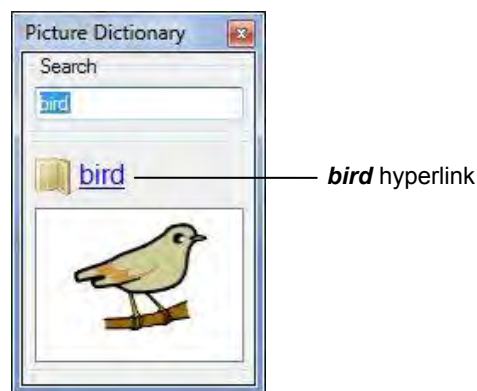 Picture Dictionary
Search
bird
bird
bird hyperlink